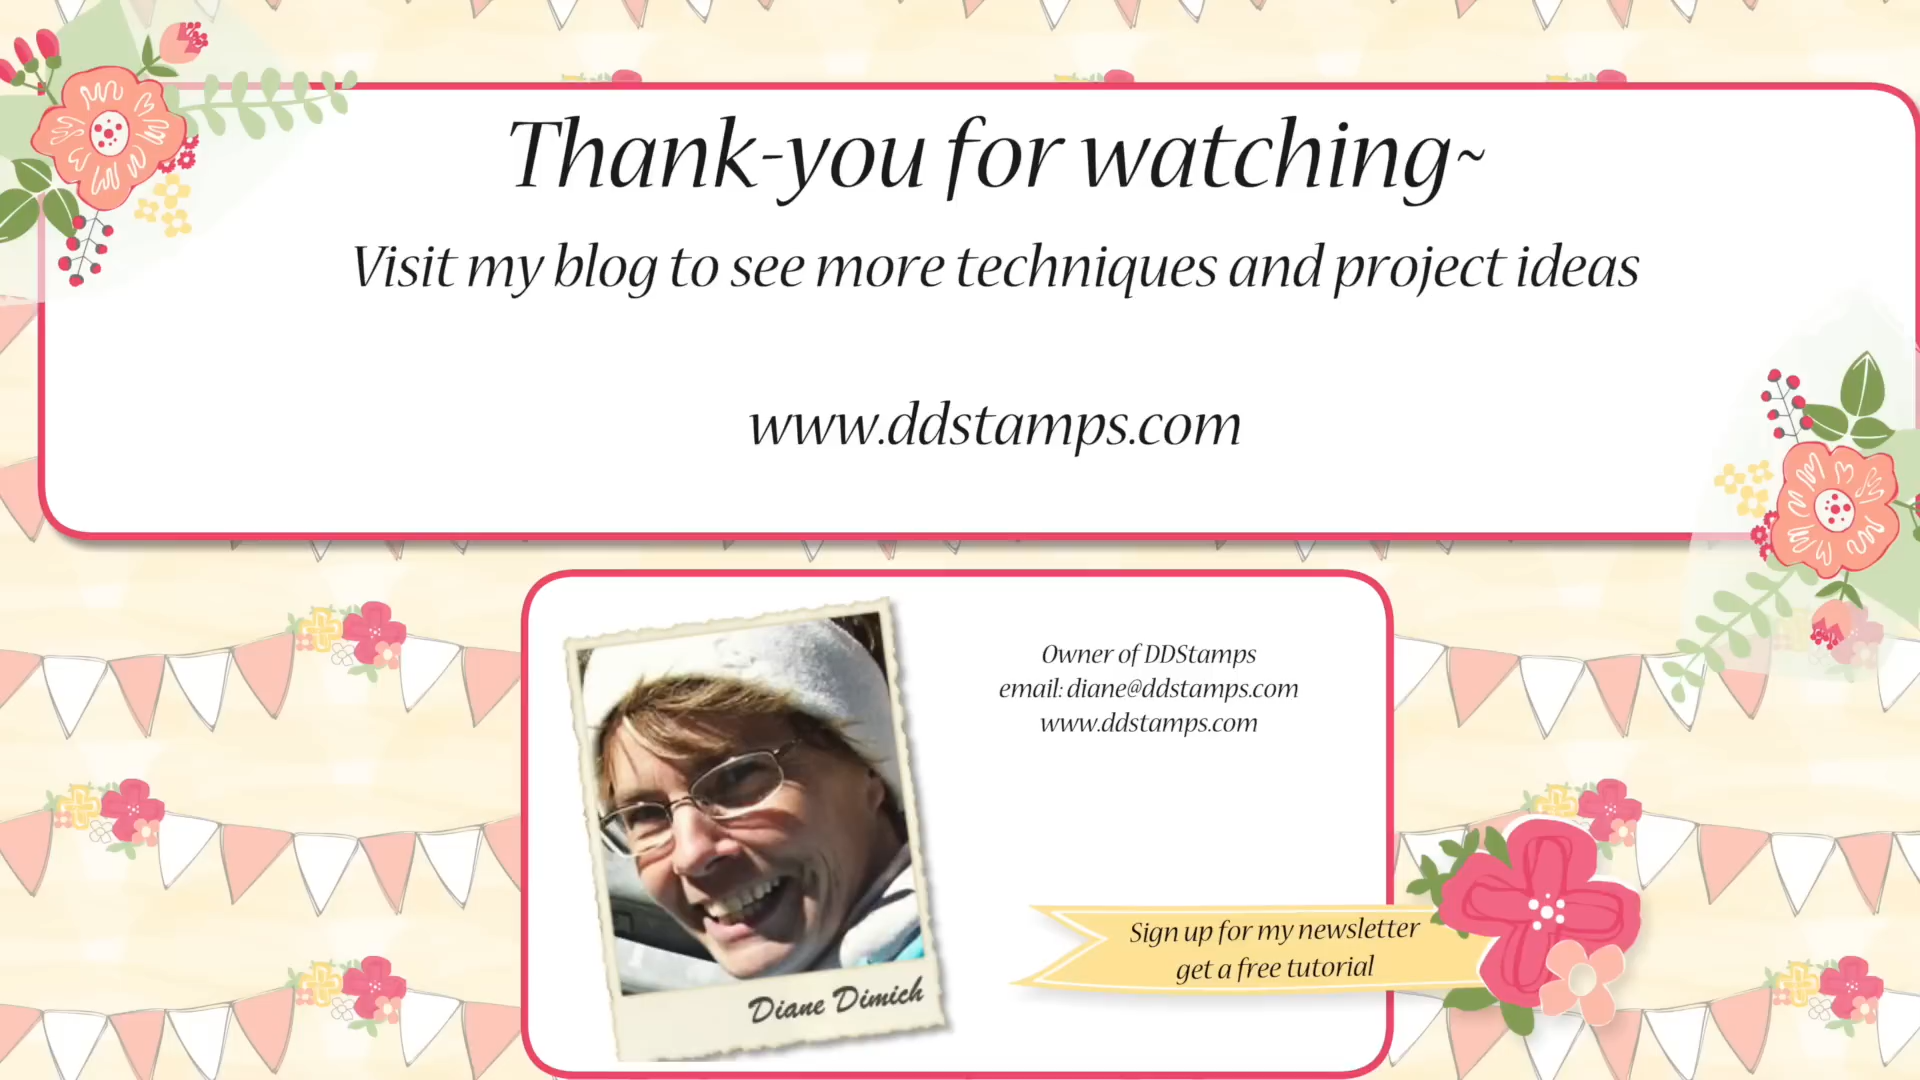 Thank-you for watching~
Visit my blog to see more techniques and project ideas
www.ddstamps.com
Owner of DDStamps
email: diane@ddstamps.com
www.ddstamps.com
Sign up for my newsletter
get a free tutorial
Diane Dimich